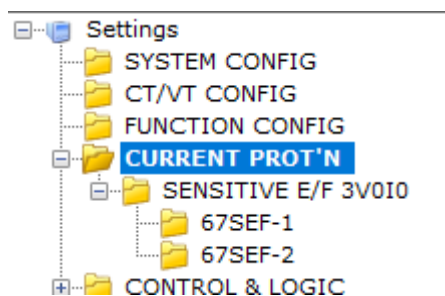 Settings
SYSTEM CONFIG
CT/VT CONFIG
FUNCTION CONFIG
CURRENT PROT'N
SENSITIVE E/F 3V0I0
67SEF-1
67SEF-2
CONTROL & LOGIC